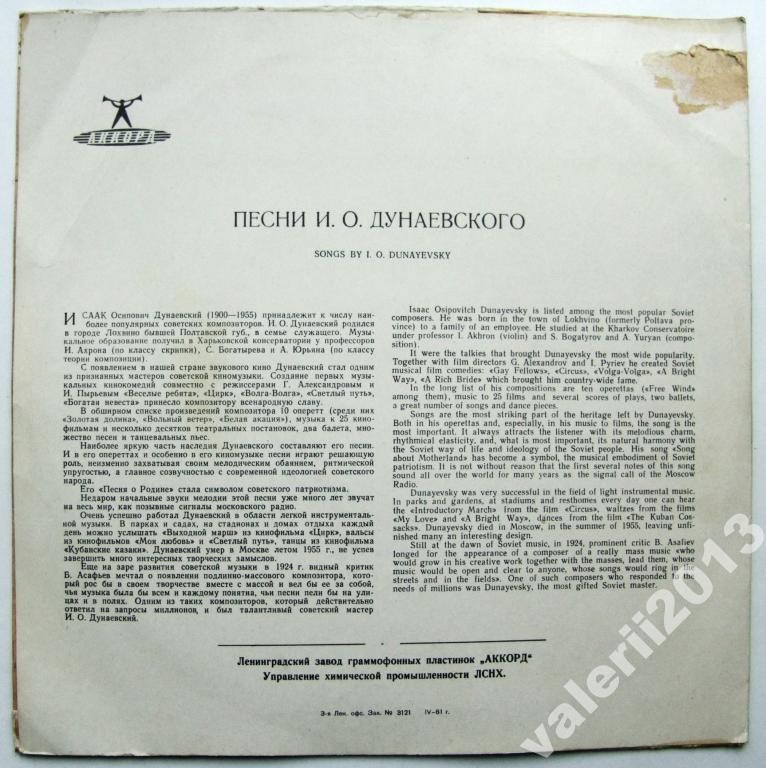 АККОРД
ПЕСНИ И. О. ДУНАЕВСКОГО
SONGS BY I. O. DUNAYEVSKY
ИСААК Осипович Дунаевский (1900—1955) принадлежит к числу наи-
более популярных советских композиторов. И. О. Дунаевский родился
в городе Лохвино бывшей Полтавской губ., в семье служащего. Музы-
кальное образование получил в Харьковской консерватории у профессоров
И. Ахрона (по классу скрипки), С. Богатырева и А. Юрьяна (по классу
теории композиции).
С появлением в нашей стране звукового кино Дунаевский стал одним
из признанных мастеров советской киномузыки. Создание первых музы-
кальных кинокомедий совместно с режиссерами Г. Александровым и
И. Пырьевым «Веселые ребята», «Цирк», «Волга-Волга», «Светлый путь»,
«Богатая невеста» принесло композитору всенародную славу.
В обширном списке произведений композитора 10 оперетт (среди них
«Золотая долина», «Вольный ветер», «Белая акация»), музыка к 25 кино-
фильмам и несколько десятков театральных постановок, два балета, мно-
жество песен и танцевальных пьес.
Наиболее яркую часть наследия Дунаевского составляют его песни.
И в его опереттах и особенно в его киномузыке песни играют решающую
роль, неизменно захватывая своим мелодическим обаянием, ритмической
упругостью, а главное созвучностью с современной идеологией советского
народа.
Его «Песня о Родине» стала символом советского патриотизма.
Недаром начальные звуки мелодии этой песни уже много лет звучат
на весь мир, как позывные сигналы московского радио.
Очень успешно работал Дунаевский в области легкой инструменталь-
ной музыки. В парках и садах, на стадионах и домах отдыха каждый
день можно услышать «Выходной марш» из кинофильма «Цирк», вальсы
из кинофильмов «Моя любовь» и «Светлый путь», танцы из кинофильма
«Кубанские казаки». Дунаевский умер в Москве летом 1955 г., не успев
завершить много интересных творческих замыслов.
Еще на заре развития советской музыки в 1924 г. видный критик
Б. Асафьев мечтал о появлении подлинно-массового композитора, кото-
рый рос бы в своем творчестве вместе с массой и вел бы ее за собой,
чья музыка была бы всем и каждому понятна, чьи песни пели бы на ули-
цах и в полях. Одним из таких композиторов, который действительно
ответил на запросы миллионов, и был талантливый советский мастер
И. О. Дунаевский.
Isaac Osipovitch Dunayevsky is listed among the most popular Soviet
composers. He was born in the town of Lokhvino (formerly Poltava pro-
vince) to a family of an employee. He studied at the Kharkov Conservatoire
under professor I. Akhron (violin) and S. Bogatyrov and A. Yuryan (compo-
sition).
It were the talkies that brought Dunayevsky the most wide popularity.
Together with film directors G. Alexandrov and I. Pyriev he created Soviet
musical film comedies: «Gay Fellows», «Circus», «Volga-Volga», «A Bright
Way», «A Rich Bride» which brought him country-wide fame.
In the long list of his compositions are ten operettas («Free Wind»
among them), music to 25 films and several scores of plays, two ballets,
a great number of songs and dance pieces.
Songs are the most striking part of the heritage left by Dunayevsky.
Both in his operettas and, especially, in his music to films, the song is the
most important. It always attracts the listener with its melodious charm,
rhythmical elasticity, and, what is most important, its natural harmony with
the Soviet way of life and ideology of the Soviet people. His song «Song
about Motherland» has become a symbol, the musical embodiment of Soviet
patriotism. It is not without reason that the first several notes of this song
sound all over the world for many years as the signal call of the Moscow
Radio.
Dunayevsky was very successful in the field of light instrumental music.
In parks and gardens, at stadiums and resthomes every day one can hear
the «Introductory March» from the film «Circus», waltzes from the films
«My Love» and «A Bright Way», dances from the film «The Kuban Cos-
sacks». Dunayevsky died in Moscow, in the summer of 1955, leaving unfi-
nished many an interesting design.
Still at the dawn of Soviet music, in 1924, prominent critic B. Asafiev
longed for the appearance of a composer of a really mass music «who
would grow in his creative work together with the masses, lead them, whose
music would be open and clear to anyone, whose songs would ring in the
streets and in the fields». One of such composers who responded to the
needs of millions was Dunayevsky, the most gifted Soviet master.
Ленинградский завод граммофонных пластинок „АККОРД“
Управление химической промышленности ЛСНХ.
3-я Лен. офс. Зак. № 3121 IV-61 г.
valerii2013